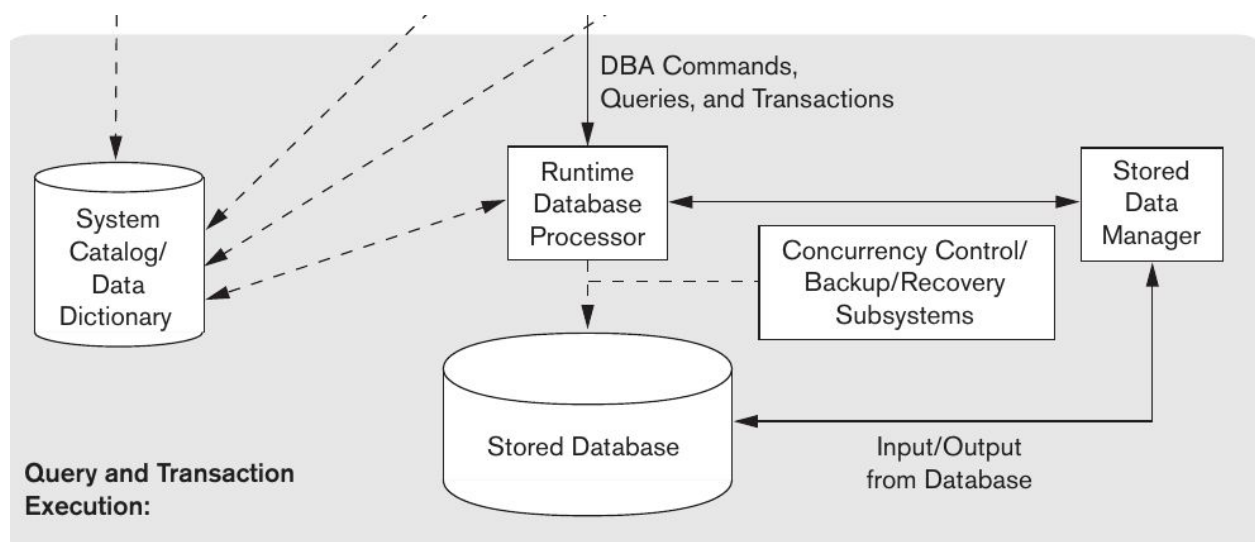 DBA Commands,
Queries, and Transactions
Runtime
Database
Processor
Stored
Data
Manager
System
Catalog/
Data
Dictionary
Concurrency Control/
Backup/Recovery
Subsystems
Stored Database
Input/Output
from Database
Query and Transaction
Execution: